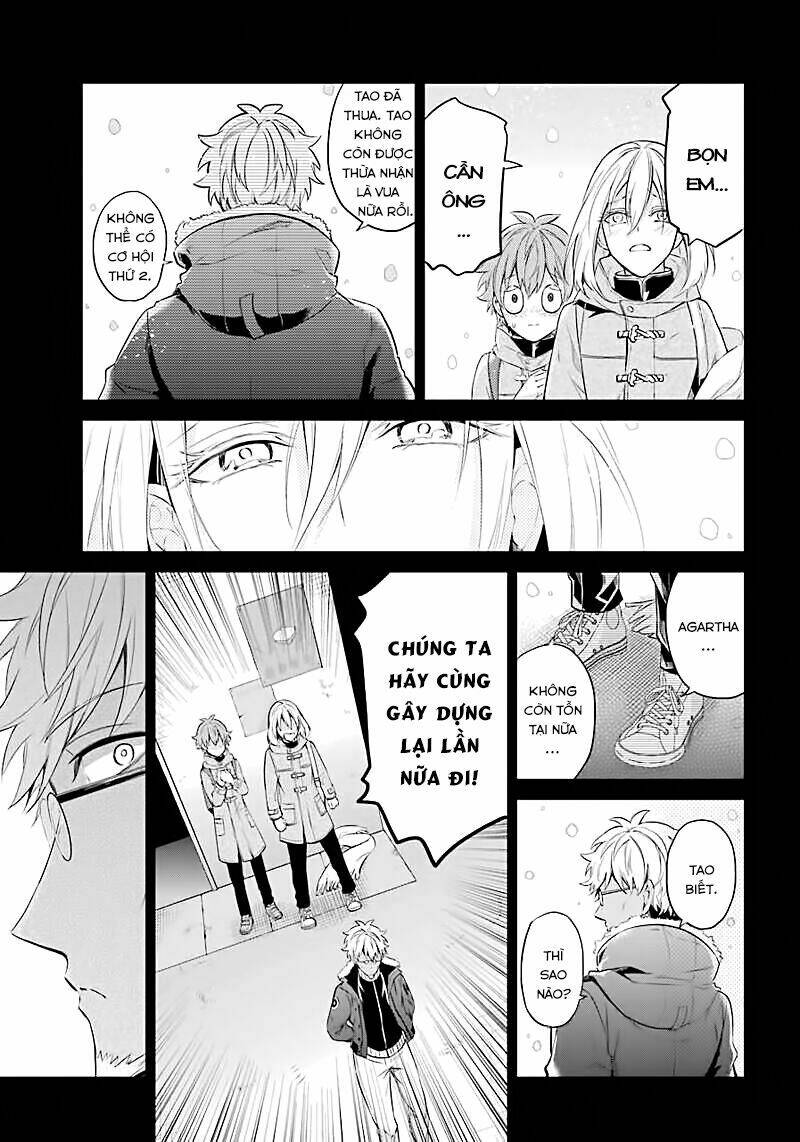 BỌN
EM...
CẦN
ÔNG
...
TAO ĐÃ
THUA. TAO
KHÔNG
CÒN ĐƯỢC
THỪA NHẬN
LÀ VUA
NỮA RỒI.
KHÔNG
THỂ CÓ
CƠ HỘI
THỨ 2.
AGARTHA
...
KHÔNG
CÒN TỒN
TẠI NỮA
...
TAO
BIẾT.
THÌ
SAO
NÀO?
CHÚNG TA
HÃY CÙNG
GÂY DỰNG
LẠI LẦN
NỮA ĐI!